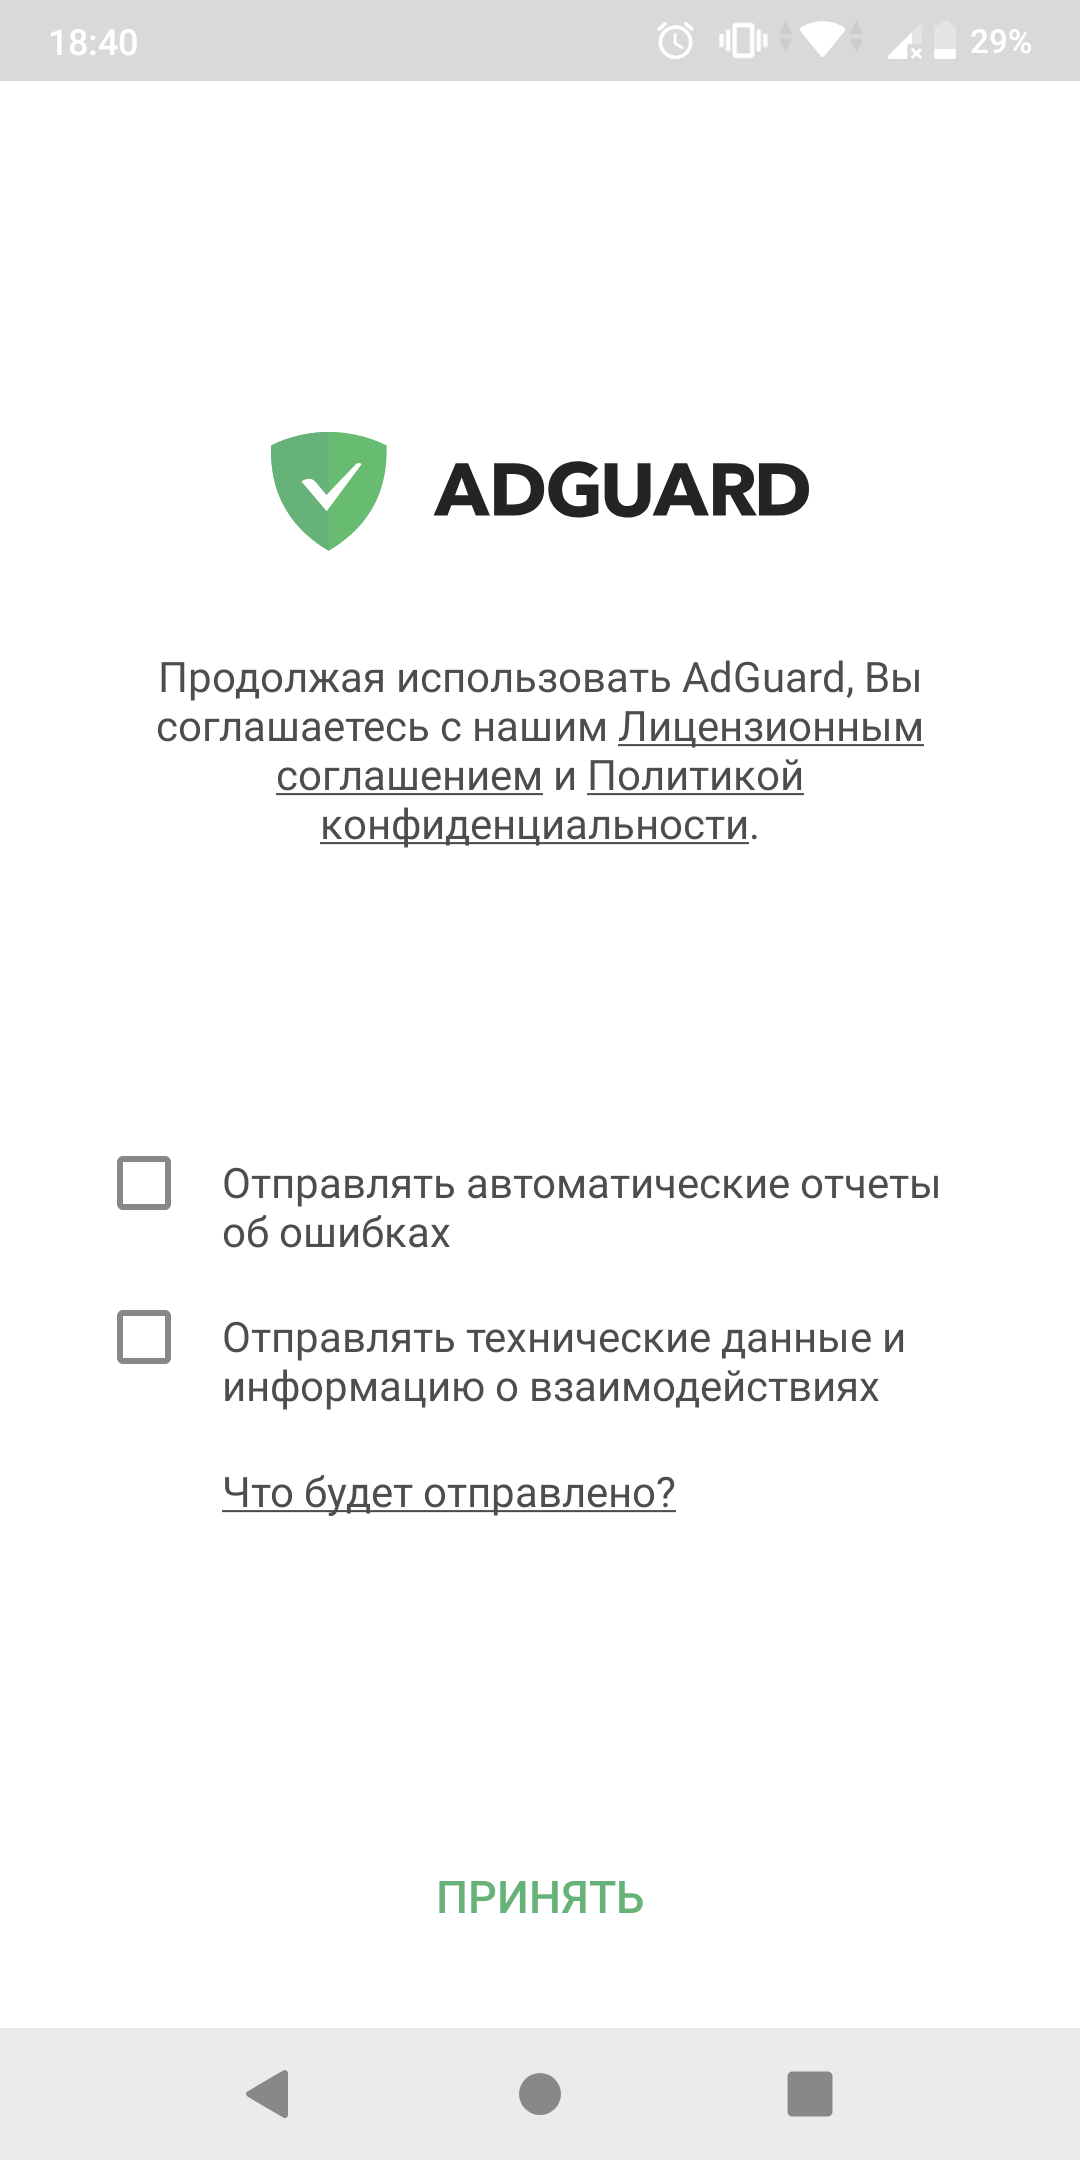 18:40
29%
ADGUARD
Продолжая использовать AdGuard, Вы
соглашаетесь с нашим Лицензионным
соглашением и Политикой
конфиденциальности.
Отправлять автоматические отчеты
об ошибках
Отправлять технические данные и
информацию о взаимодействиях
Что будет отправлено?
ПРИНЯТЬ